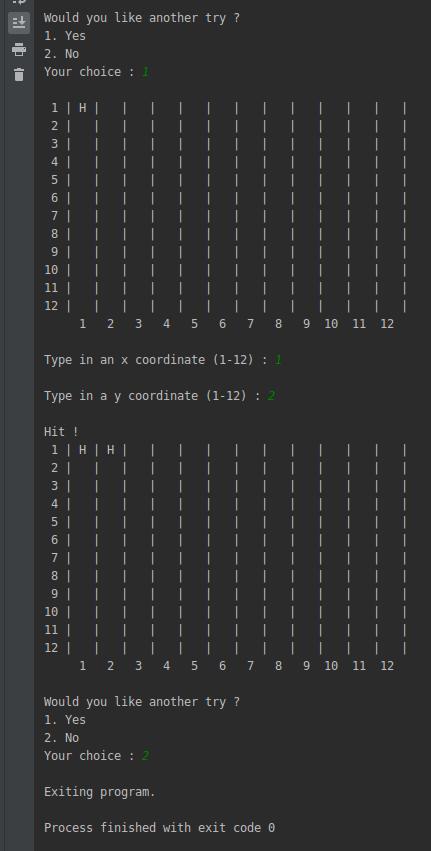 Would you like another try ?
1. Yes
2. No
Your choice : 1
1 | H |   |   |   |   |   |   |   |   |   |   |   |
2 |   |   |   |   |   |   |   |   |   |   |   |   |
3 |   |   |   |   |   |   |   |   |   |   |   |   |
4 |   |   |   |   |   |   |   |   |   |   |   |   |
5 |   |   |   |   |   |   |   |   |   |   |   |   |
6 |   |   |   |   |   |   |   |   |   |   |   |   |
7 |   |   |   |   |   |   |   |   |   |   |   |   |
8 |   |   |   |   |   |   |   |   |   |   |   |   |
9 |   |   |   |   |   |   |   |   |   |   |   |   |
10 |   |   |   |   |   |   |   |   |   |   |   |   |
11 |   |   |   |   |   |   |   |   |   |   |   |   |
12 |   |   |   |   |   |   |   |   |   |   |   |   |
1   2   3   4   5   6   7   8   9  10  11  12
Type in an x coordinate (1-12) : 1
Type in a y coordinate (1-12) : 2
Hit !
1 | H | H |   |   |   |   |   |   |   |   |   |   |
2 |   |   |   |   |   |   |   |   |   |   |   |   |
3 |   |   |   |   |   |   |   |   |   |   |   |   |
4 |   |   |   |   |   |   |   |   |   |   |   |   |
5 |   |   |   |   |   |   |   |   |   |   |   |   |
6 |   |   |   |   |   |   |   |   |   |   |   |   |
7 |   |   |   |   |   |   |   |   |   |   |   |   |
8 |   |   |   |   |   |   |   |   |   |   |   |   |
9 |   |   |   |   |   |   |   |   |   |   |   |   |
10 |   |   |   |   |   |   |   |   |   |   |   |   |
11 |   |   |   |   |   |   |   |   |   |   |   |   |
12 |   |   |   |   |   |   |   |   |   |   |   |   |
1   2   3   4   5   6   7   8   9  10  11  12
Would you like another try ?
1. Yes
2. No
Your choice : 2
Exiting program.
Process finished with exit code 0